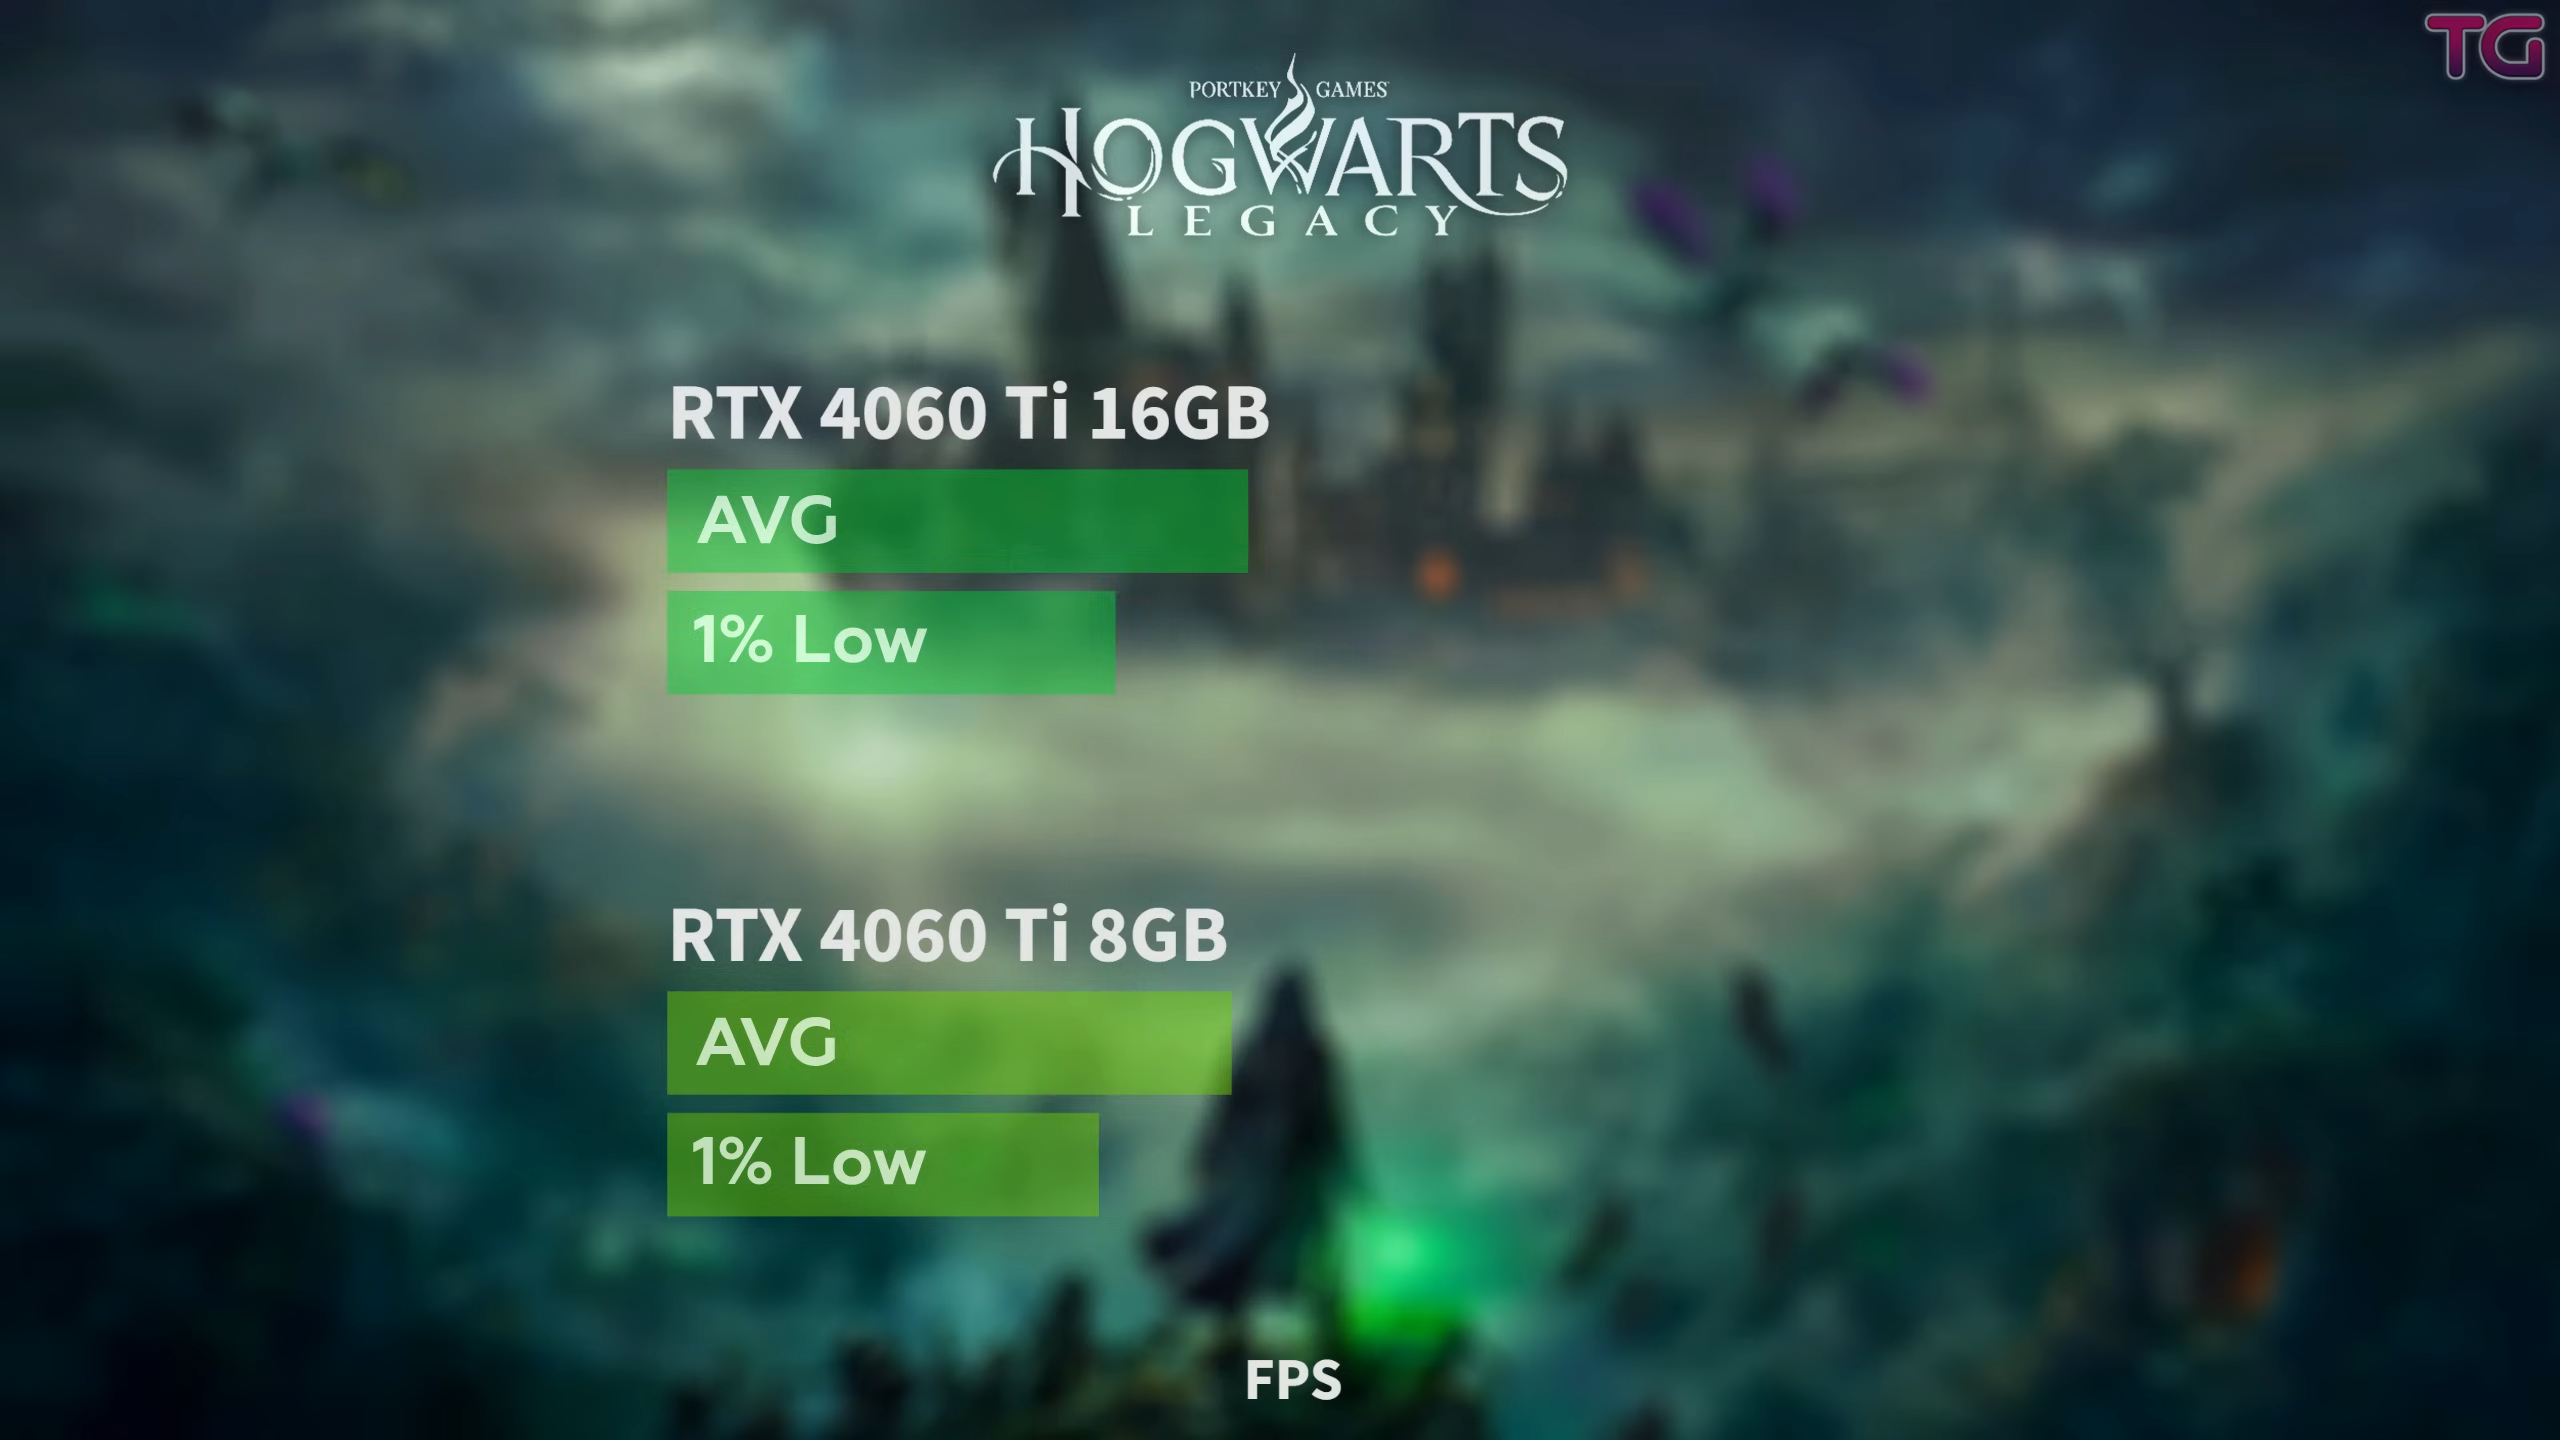 TG
PORTKEY GAMES
HOGWARTS
LEGACY
RTX 4060 Ti 16GB
AVG
1% Low
RTX 4060 Ti 8GB
AVG
1% Low
FPS